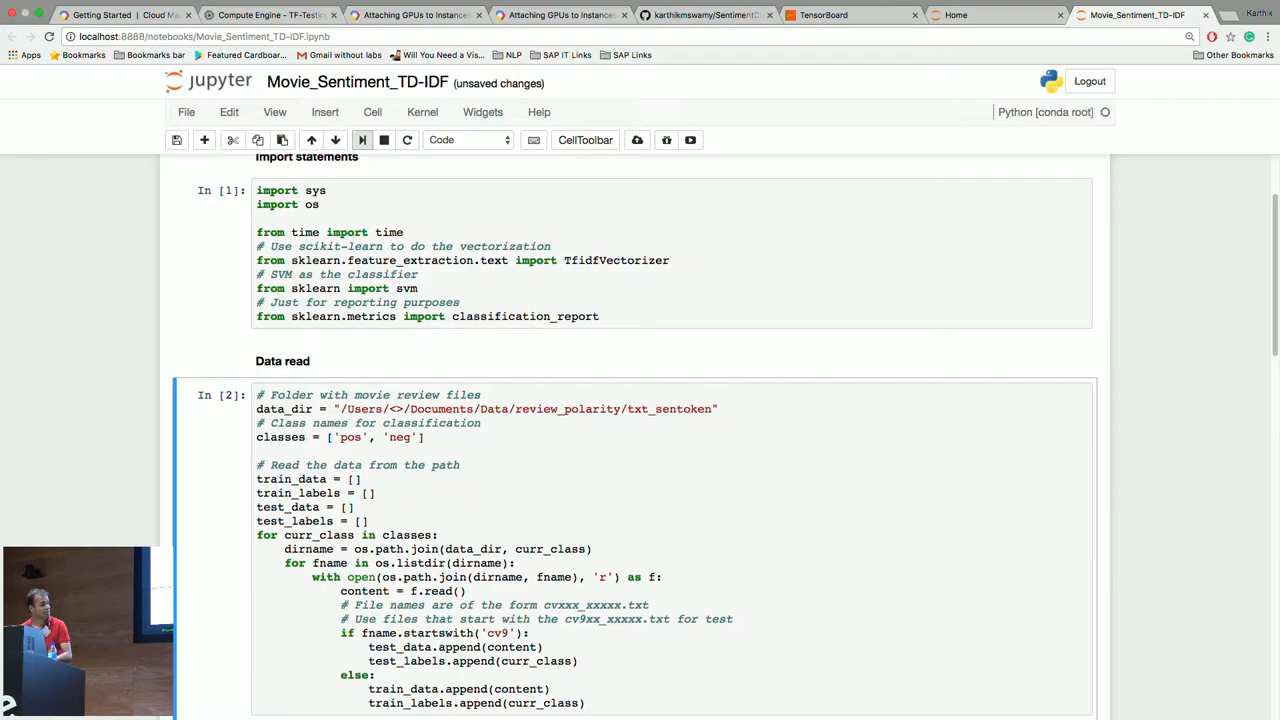 Getting Started | Cloud Ma
Compute Engine - TF-Testin
Attaching GPUs to Instances
Attaching GPUs to Instances
karthikmswamy/SentimentC
TensorBoard
Home
Movie_Sentiment_TD-IDF
Karthik
localhost:8888/notebooks/Movie_Sentiment_TD-IDF.ipynb
Apps
Bookmarks
Bookmarks bar
Featured Cardboar...
Gmail without labels
Will You Need a Vis...
NLP
SAP IT Links
SAP Links
Other Bookmarks
jupyter
Movie_Sentiment_TD-IDF (unsaved changes)
Logout
File Edit View Insert Cell Kernel Widgets Help
Python [conda root]
Code
CellToolbar
Import statements
In [1]:
import sys
import os
from time import time
# Use scikit-learn to do the vectorization
from sklearn.feature_extraction.text import TfidfVectorizer
# SVM as the classifier
from sklearn import svm
# Just for reporting purposes
from sklearn.metrics import classification_report
Data read
In [2]:
# Folder with movie review files
data_dir = "/Users/<>/Documents/Data/review_polarity/txt_sentoken"
# Class names for classification
classes = ['pos', 'neg']
# Read the data from the path
train_data = []
train_labels = []
test_data = []
test_labels = []
for curr_class in classes:
dirname = os.path.join(data_dir, curr_class)
for fname in os.listdir(dirname):
with open(os.path.join(dirname, fname), 'r') as f:
content = f.read()
# File names are of the form cvxxx_xxxxx.txt
# Use files that start with the cv9xx_xxxxx.txt for test
if fname.startswith('cv9'):
test_data.append(content)
test_labels.append(curr_class)
else:
train_data.append(content)
train_labels.append(curr_class)